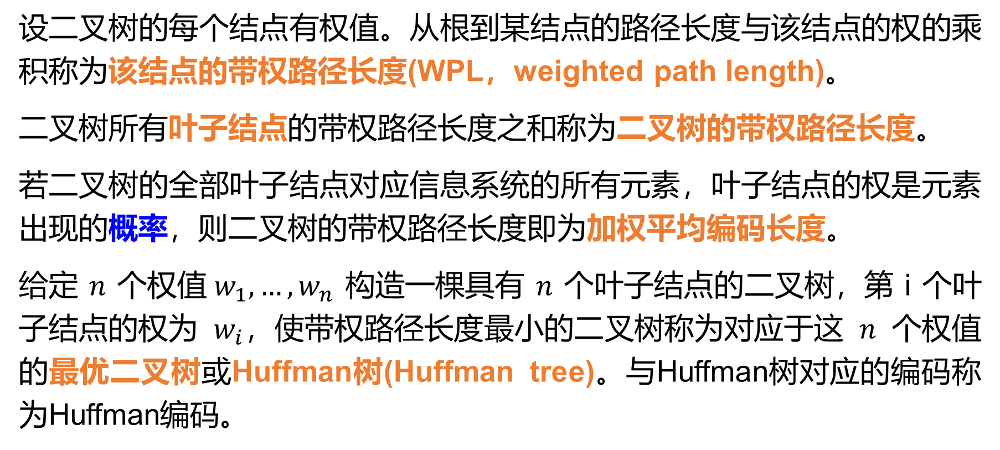 设二叉树的每个结点有权值。从根到某结点的路径长度与该结点的权的乘
积称为该结点的带权路径长度(WPL，weighted path length)。
二叉树所有叶子结点的带权路径长度之和称为二叉树的带权路径长度。
若二叉树的全部叶子结点对应信息系统的所有元素，叶子结点的权是元素
出现的概率，则二叉树的带权路径长度即为加权平均编码长度。
给定 n 个权值 w₁, … , wₙ 构造一棵具有 n 个叶子结点的二叉树，第 i 个叶
子结点的权为 wᵢ，使带权路径长度最小的二叉树称为对应于这 n 个权值
的最优二叉树或Huffman树(Huffman tree)。与Huffman树对应的编码称
为Huffman编码。